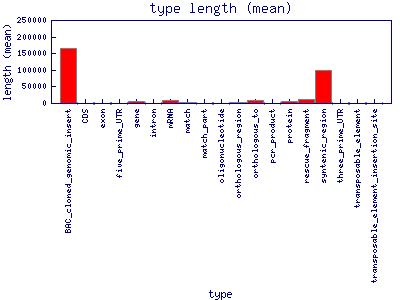 type length (mean)
length (mean)
250000
200000
150000
100000
50000
0
BAC_cloned_genomic_insert
CDS
exon
five_prime_UTR
gene
intron
mRNA
match
match_part
oligonucleotide
orthologous_region
orthologous_to
pcr_product
protein
rescue_fragment
syntenic_region
three_prime_UTR
transposable_element
transposable_element_insertion_site
type